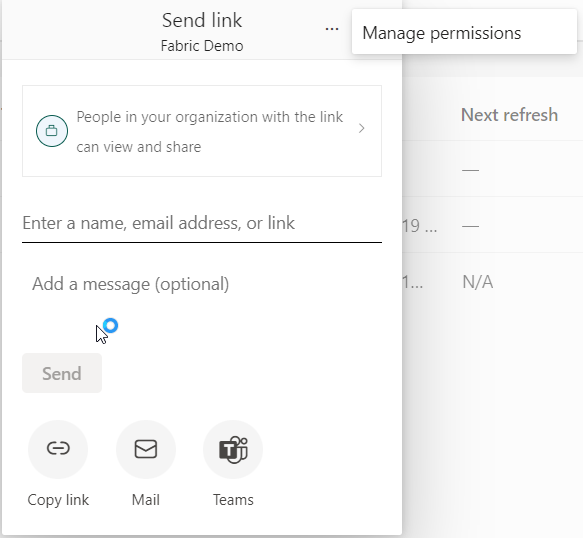 Send link
Fabric Demo
...
Manage permissions
People in your organization with the link
can view and share
Next refresh
—
Enter a name, email address, or link
19 ...
—
Add a message (optional)
1...
N/A
Send
Copy link
Mail
Teams